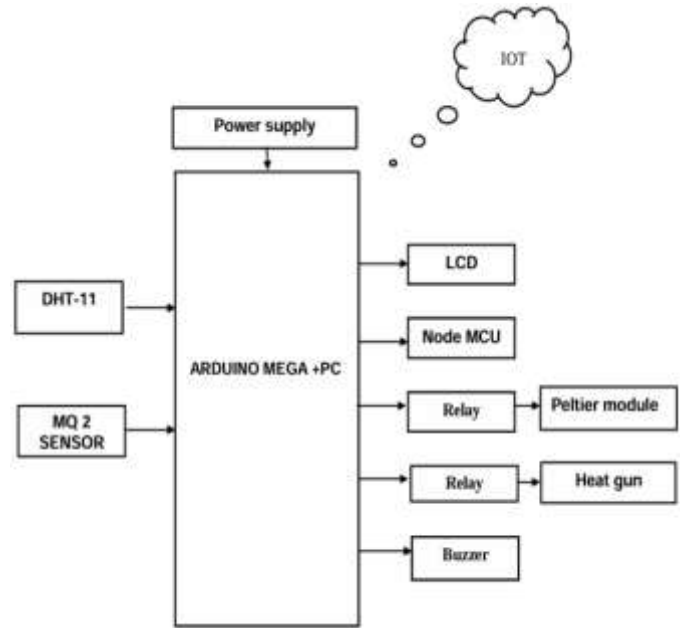 IOT
Power supply
LCD
DHT-11
Node MCU
ARDUINO MEGA +PC
Relay
Peltier module
MQ 2
SENSOR
Relay
Heat gun
Buzzer